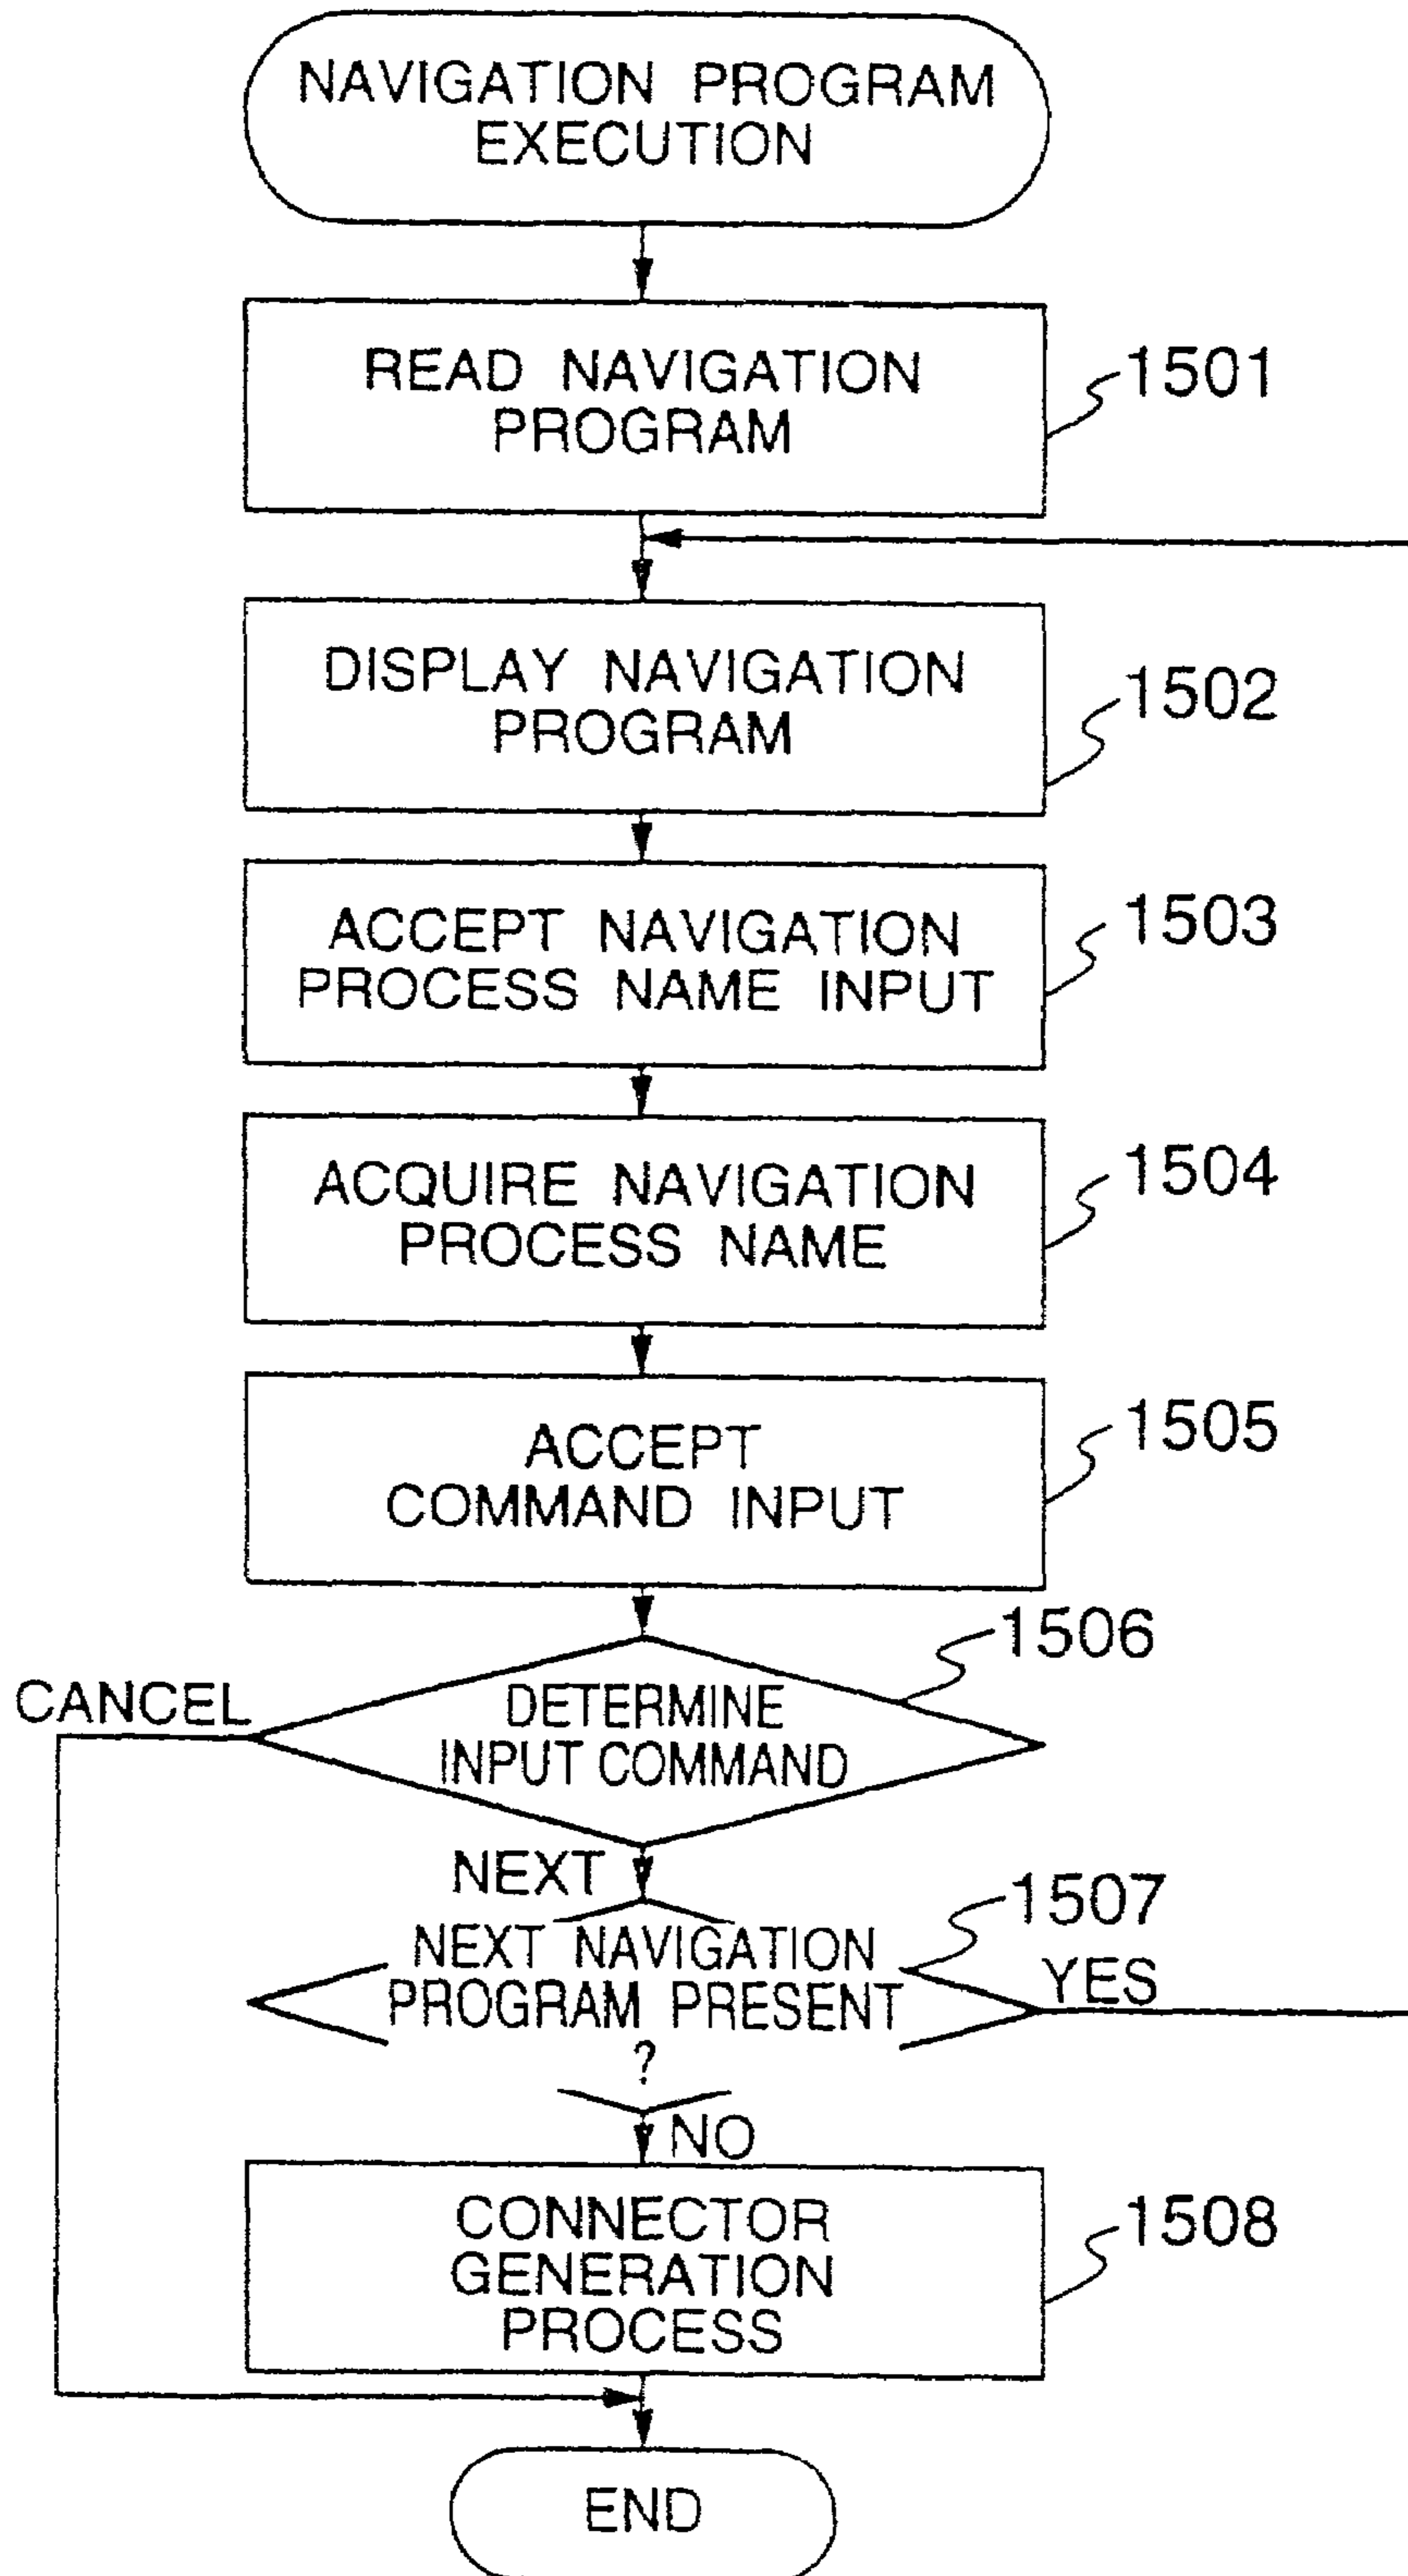 NAVIGATION PROGRAM
EXECUTION
READ NAVIGATION
PROGRAM
1501
DISPLAY NAVIGATION
PROGRAM
1502
ACCEPT NAVIGATION
PROCESS NAME INPUT
1503
ACQUIRE NAVIGATION
PROCESS NAME
1504
ACCEPT
COMMAND INPUT
1505
1506
CANCEL
DETERMINE
INPUT COMMAND
NEXT
1507
NEXT NAVIGATION
PROGRAM PRESENT
?
YES
NO
CONNECTOR
GENERATION
PROCESS
1508
END